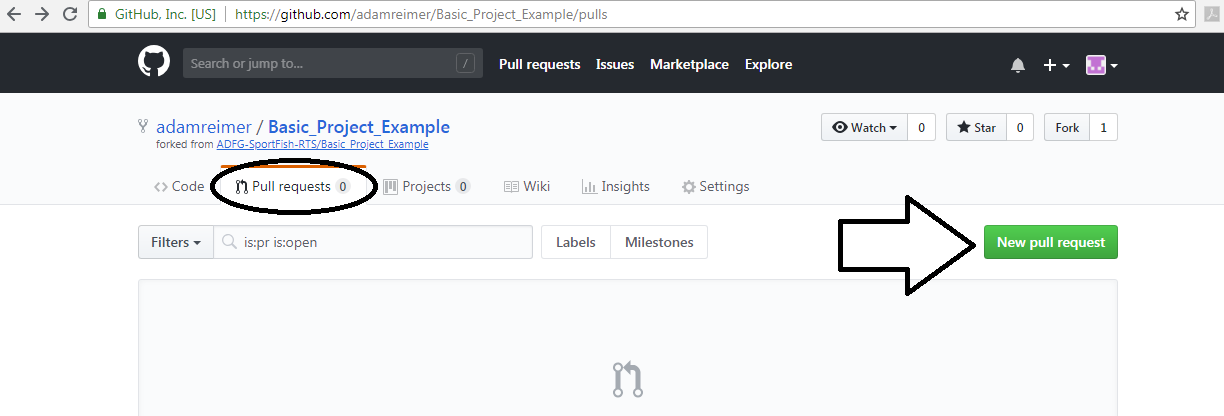 GitHub, Inc. [US] | https://github.com/adamreimer/Basic_Project_Example/pulls
Search or jump to... / Pull requests Issues Marketplace Explore
adamreimer / Basic_Project_Example Watch 0 Star 0 Fork 1
forked from ADFG-SportFish-RTS/Basic_Project_Example
Code Pull requests 0 Projects 0 Wiki Insights Settings
Filters is:pr is:open Labels Milestones New pull request